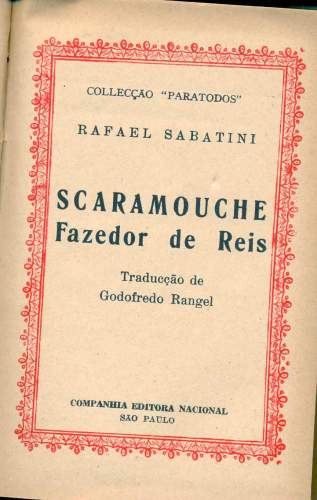 COLLECÇÃO "PARATODOS"
RAFAEL SABATINI
SCARAMOUCHE
Fazedor de Reis
Traducção de
Godofredo Rangel
COMPANHIA EDITORA NACIONAL
SÃO PAULO